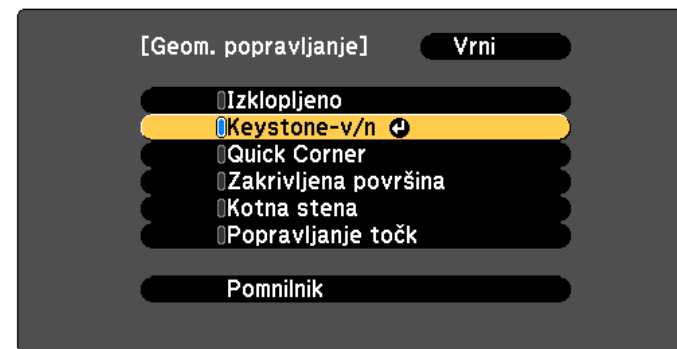 [Geom. popravljanje] Vrni
Izklopljeno
Keystone-v/n
Quick Corner
Zakrivljena površina
Kotna stena
Popravljanje točk
Pomnilnik